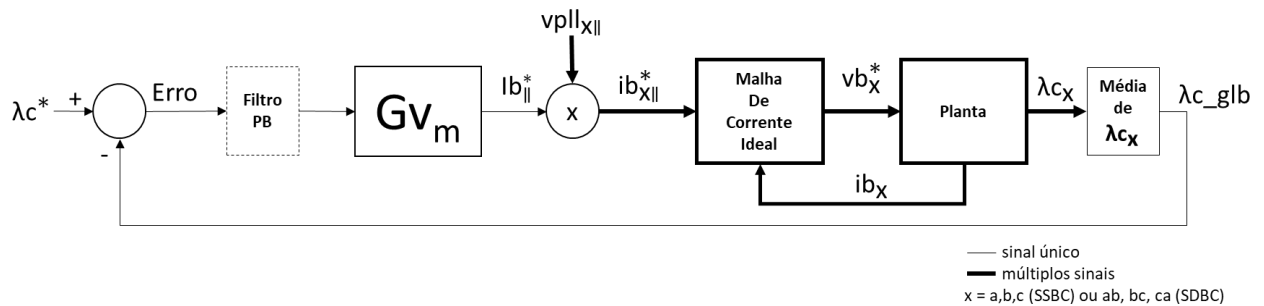 vpll x||
λc*
+
-
Erro
Filtro
PB
Gv m
Ib*||
x
ib*x||
Malha
De
Corrente
Ideal
vb*x
Planta
λc x
Média
de
λc x
λc_glb
ib x
sinal único
múltiplos sinais
x = a,b,c (SSBC) ou ab, bc, ca (SDBC)